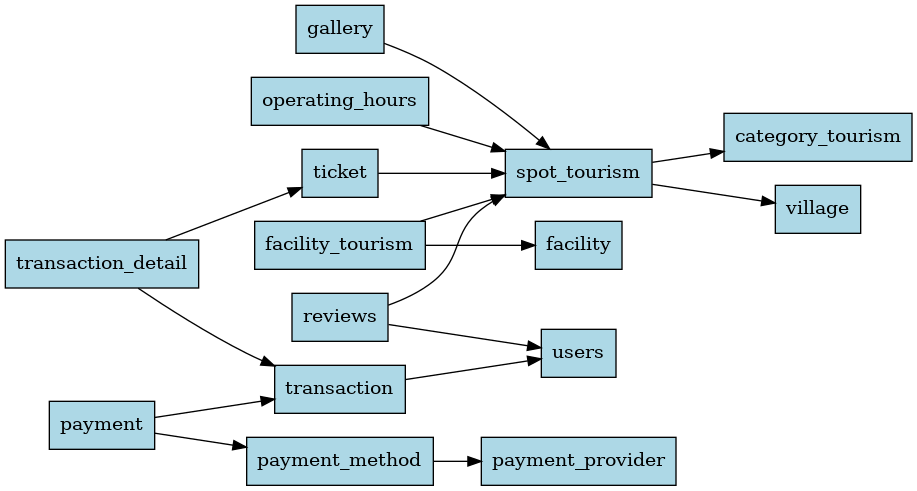 gallery
operating_hours
category_tourism
ticket
spot_tourism
village
facility_tourism
facility
transaction_detail
reviews
users
transaction
payment
payment_method
payment_provider